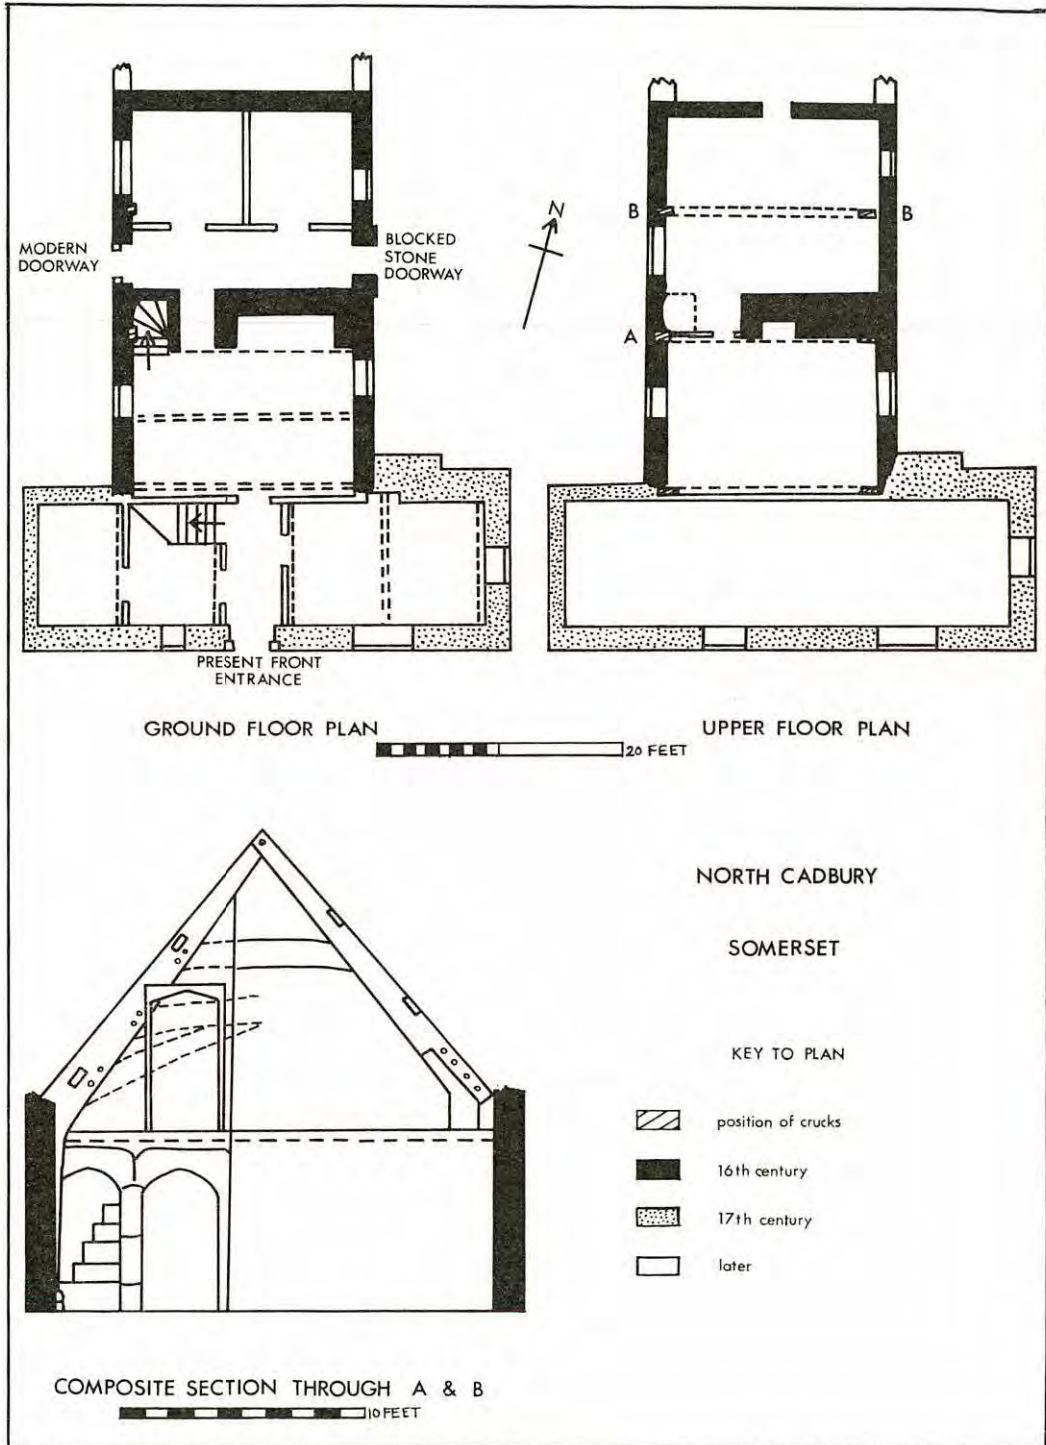 MODERN
DOORWAY
BLOCKED
STONE
DOORWAY
N
B
B
A
PRESENT FRONT
ENTRANCE
GROUND FLOOR PLAN
20 FEET
UPPER FLOOR PLAN
NORTH CADBURY
SOMERSET
KEY TO PLAN
position of crucks
16th century
17th century
later
COMPOSITE SECTION THROUGH A & B
10 FEET